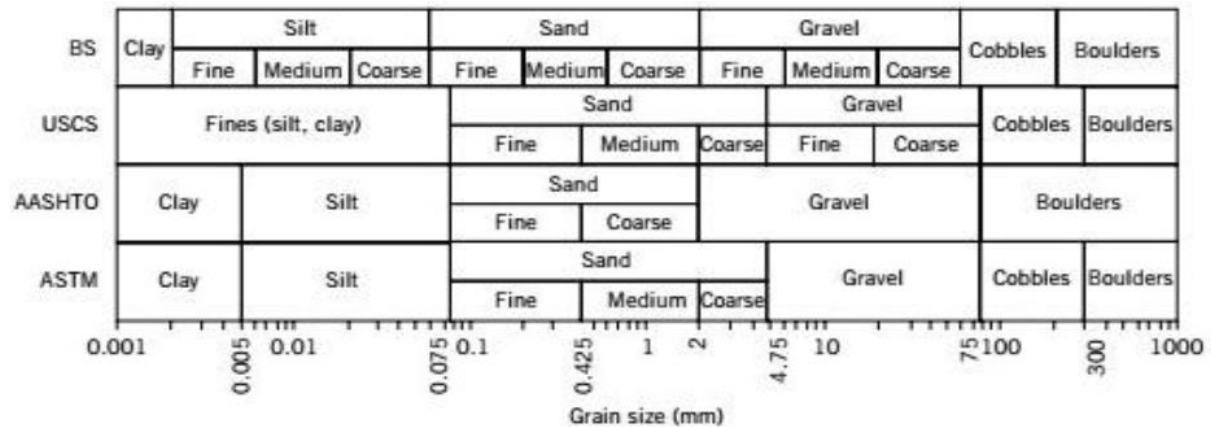 BS
Clay
Silt
Sand
Gravel
Cobbles
Boulders
Fine
Medium
Coarse
Fine
Medium
Coarse
Fine
Medium
Coarse
USCS
Fines (silt, clay)
Sand
Gravel
Cobbles
Boulders
Fine
Medium
Coarse
Fine
Coarse
AASHTO
Clay
Silt
Sand
Gravel
Boulders
Fine
Coarse
ASTM
Clay
Silt
Sand
Gravel
Cobbles
Boulders
Fine
Medium
Coarse
0.001
0.005
0.01
0.075
0.1
0.425
1
2
4.75
10
75
100
300
1000
Grain size (mm)